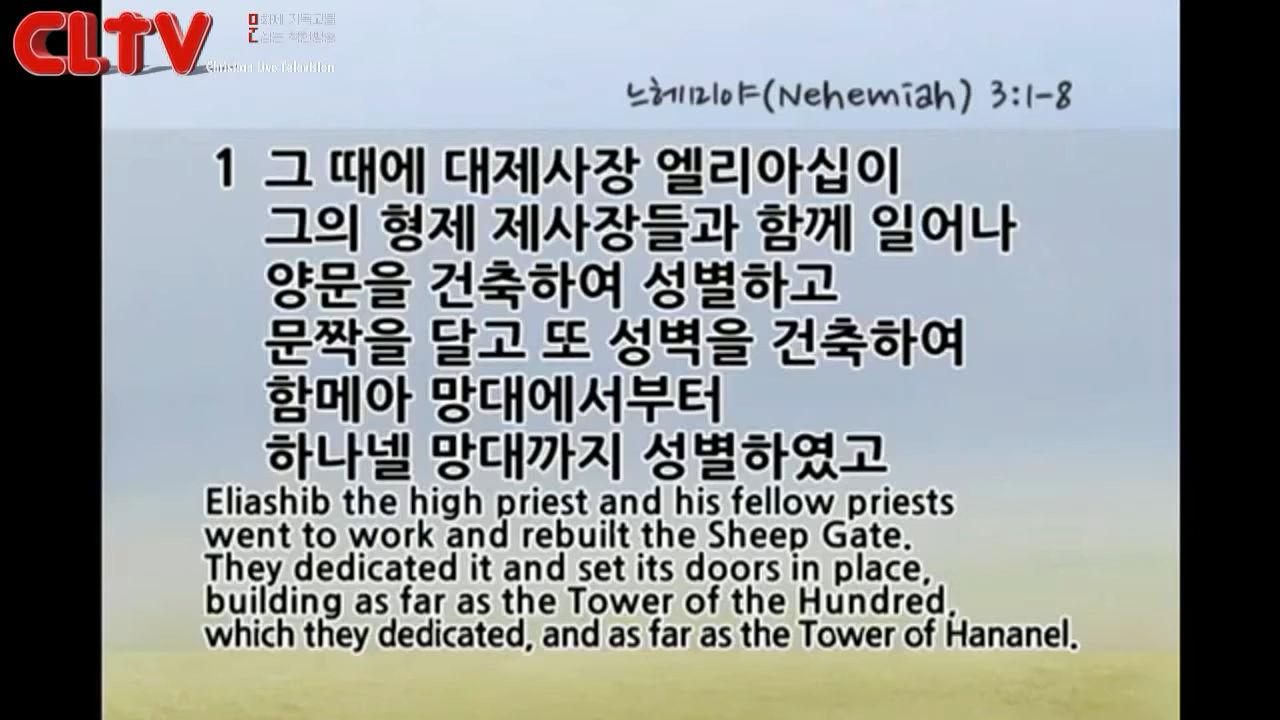 CLTV
Christian Live Television
느헤미야(Nehemiah) 3:1-8
1 그 때에 대제사장 엘리아십이
그의 형제 제사장들과 함께 일어나
양문을 건축하여 성별하고
문짝을 달고 또 성벽을 건축하여
함메아 망대에서부터
하나넬 망대까지 성별하였고
Eliashib the high priest and his fellow priests
went to work and rebuilt the Sheep Gate.
They dedicated it and set its doors in place,
building as far as the Tower of the Hundred,
which they dedicated, and as far as the Tower of Hananel.